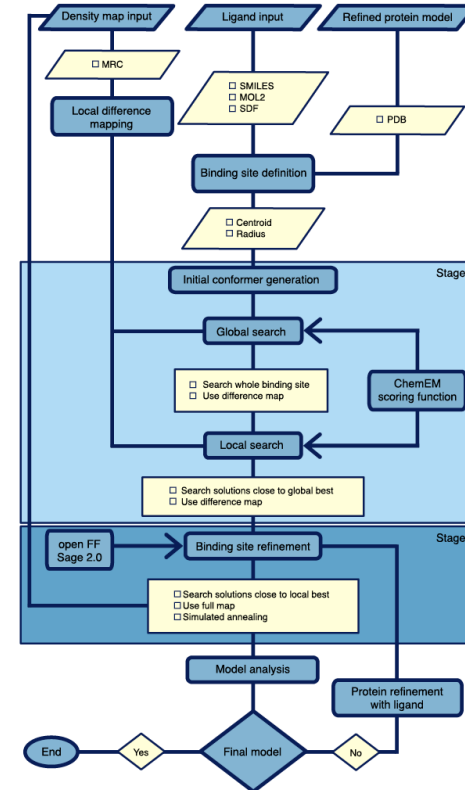 Density map input
Ligand input
Refined protein model
MRC
SMILES
MOL2
SDF
PDB
Local difference
mapping
Binding site definition
Centroid
Radius
Stage
Initial conformer generation
Global search
Search whole binding site
Use difference map
ChemEM
scoring function
Local search
Search solutions close to global best
Use difference map
Stage
open FF
Sage 2.0
Binding site refinement
Search solutions close to local best
Use full map
Simulated annealing
Model analysis
Protein refinement
with ligand
End
Yes
Final model
No